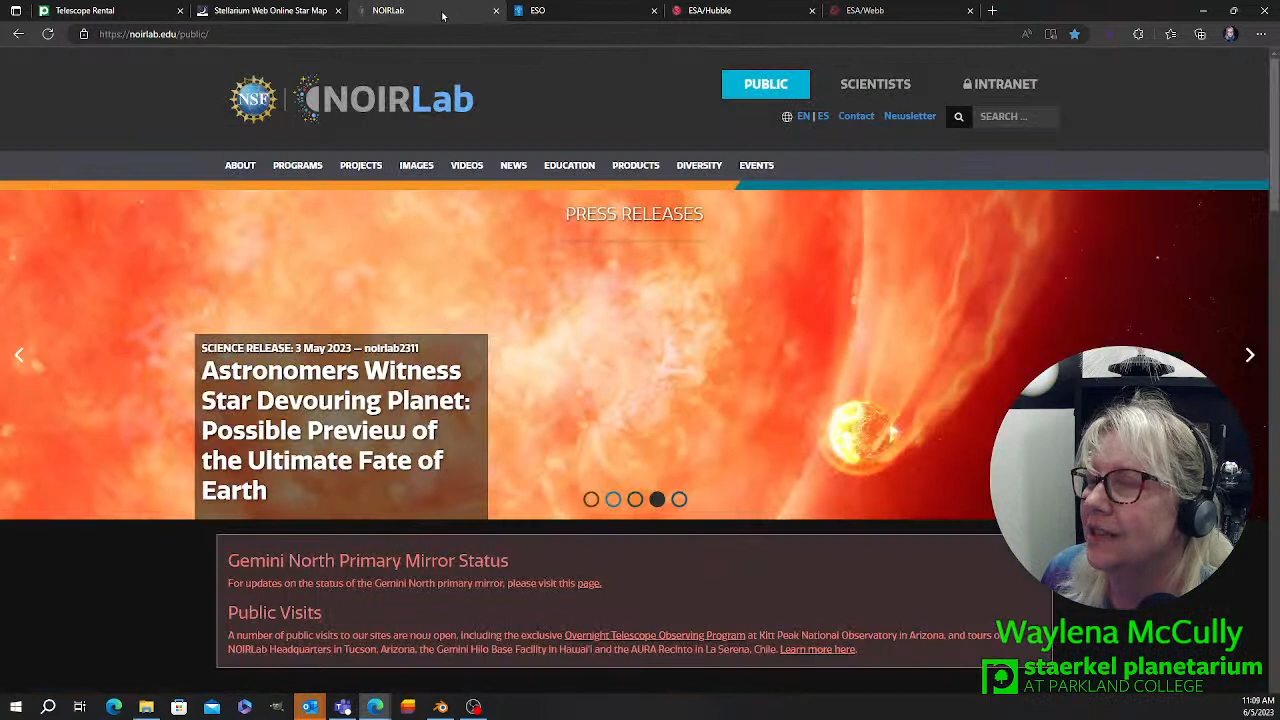 Telescope Rental
Stellarium Web Online Star Map
NOIRLab
ESO
ESA/Hubble
ESA/Webb
https://noirlab.edu/public/
NSF
NOIRLab
PUBLIC
SCIENTISTS
INTRANET
EN | ES
Contact
Newsletter
SEARCH ...
ABOUT
PROGRAMS
PROJECTS
IMAGES
VIDEOS
NEWS
EDUCATION
PRODUCTS
DIVERSITY
EVENTS
PRESS RELEASES
SCIENCE RELEASE: 3 May 2023 — noirlab2311
Astronomers Witness
Star Devouring Planet:
Possible Preview of
the Ultimate Fate of
Earth
Gemini North Primary Mirror Status
For updates on the status of the Gemini North primary mirror, please visit this page.
Public Visits
A number of public visits to our sites are now open, including the exclusive Overnight Telescope Observing Program at Kitt Peak National Observatory in Arizona, and tours
NOIRLab Headquarters in Tucson, Arizona, the Gemini Hilo Base Facility in Hawai'i and the AURA Recinto in La Serena, Chile. Learn more here.
Waylena McCully
staerkel planetarium
AT PARKLAND COLLEGE
11:09 AM
6/5/2023